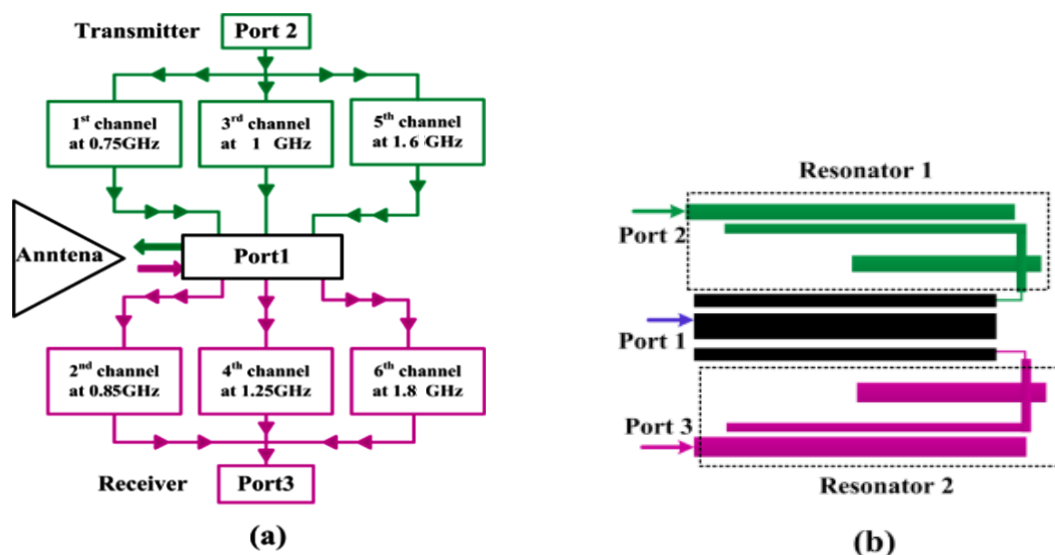 Transmitter
Port 2
1st channel
at 0.75GHz
3rd channel
at 1 GHz
5th channel
at 1.6GHz
Anntena
Port1
2nd channel
at 0.85GHz
4th channel
at 1.25GHz
6th channel
at 1.8 GHz
Receiver
Port3
(a)
Resonator 1
Port 2
Port 1
Port 3
Resonator 2
(b)